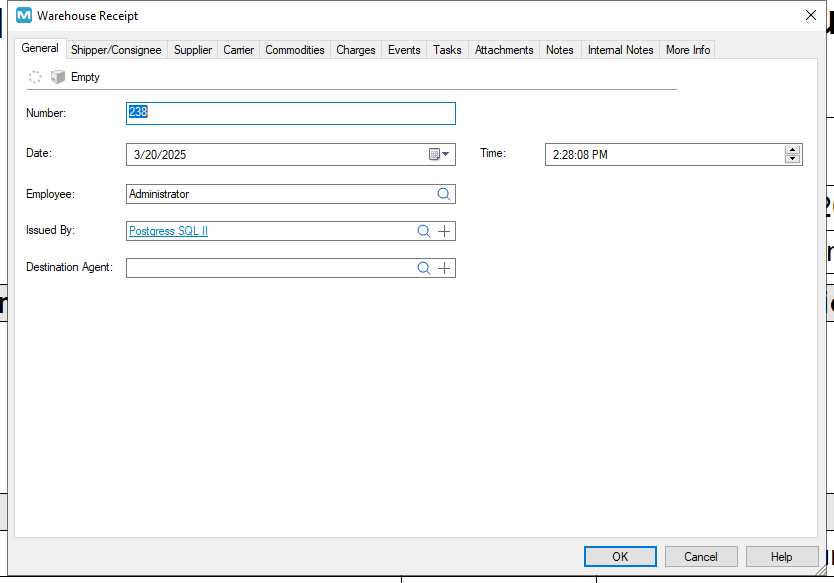 Warehouse Receipt
General Shipper/Consignee Supplier Carrier Commodities Charges Events Tasks Attachments Notes Internal Notes More Info
Empty
Number: 238
Date: 3/20/2025 Time: 2:28:08 PM
Employee: Administrator
Issued By: Postgress SQL II
Destination Agent:
OK Cancel Help